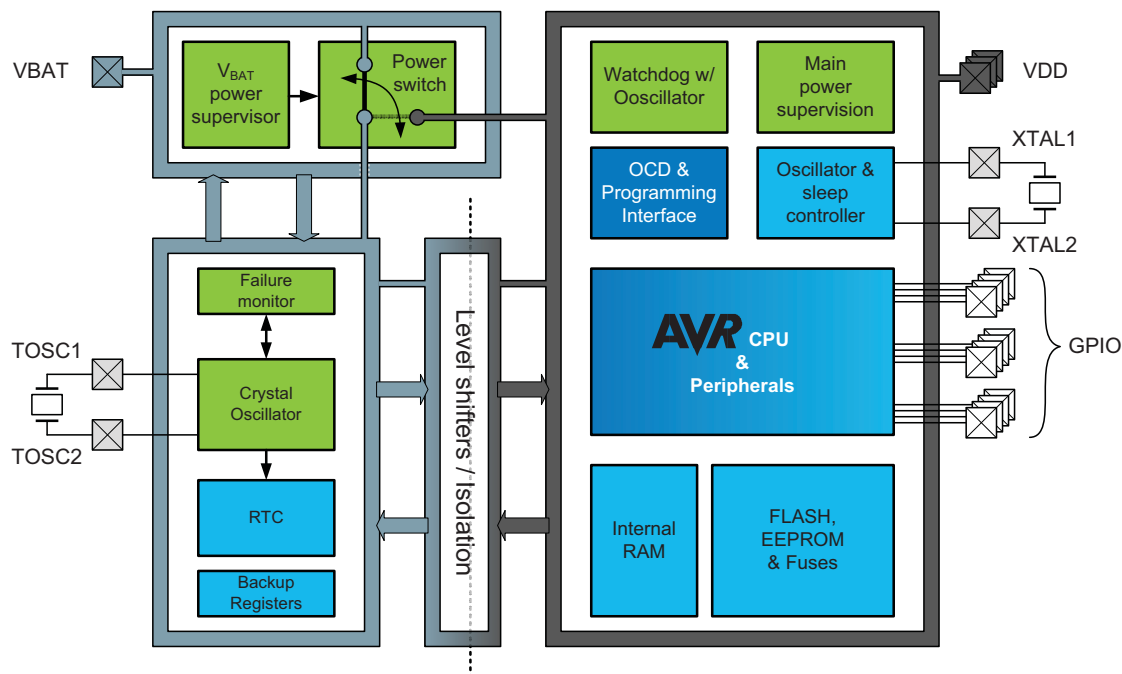 VBAT
VBAT
power
supervisor
Power
switch
Watchdog w/
Ooscillator
Main
power
supervision
VDD
OCD &
Programming
Interface
Oscillator &
sleep
controller
XTAL1
XTAL2
Failure
monitor
TOSC1
TOSC2
Crystal
Oscillator
RTC
Backup
Registers
Level shifters / Isolation
AVR CPU
&
Peripherals
GPIO
Internal
RAM
FLASH,
EEPROM
& Fuses